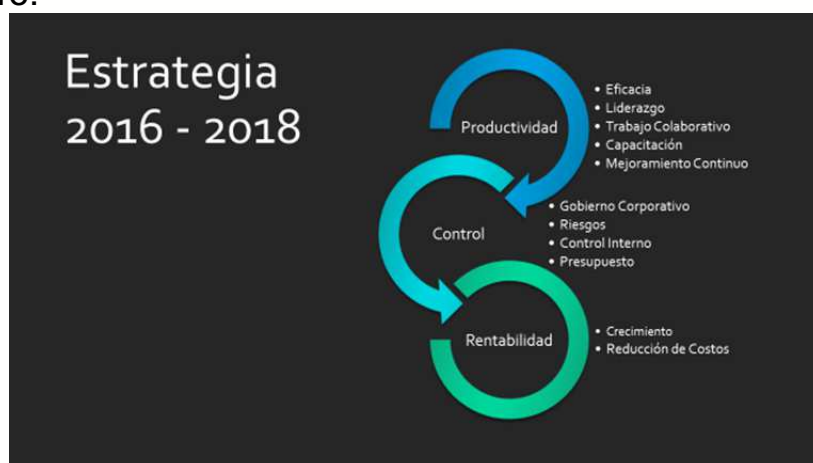 Estrategia
2016 - 2018
Productividad
• Eficacia
• Liderazgo
• Trabajo Colaborativo
• Capacitación
• Mejoramiento Continuo
Control
• Gobierno Corporativo
• Riesgos
• Control Interno
• Presupuesto
Rentabilidad
• Crecimiento
• Reducción de Costos